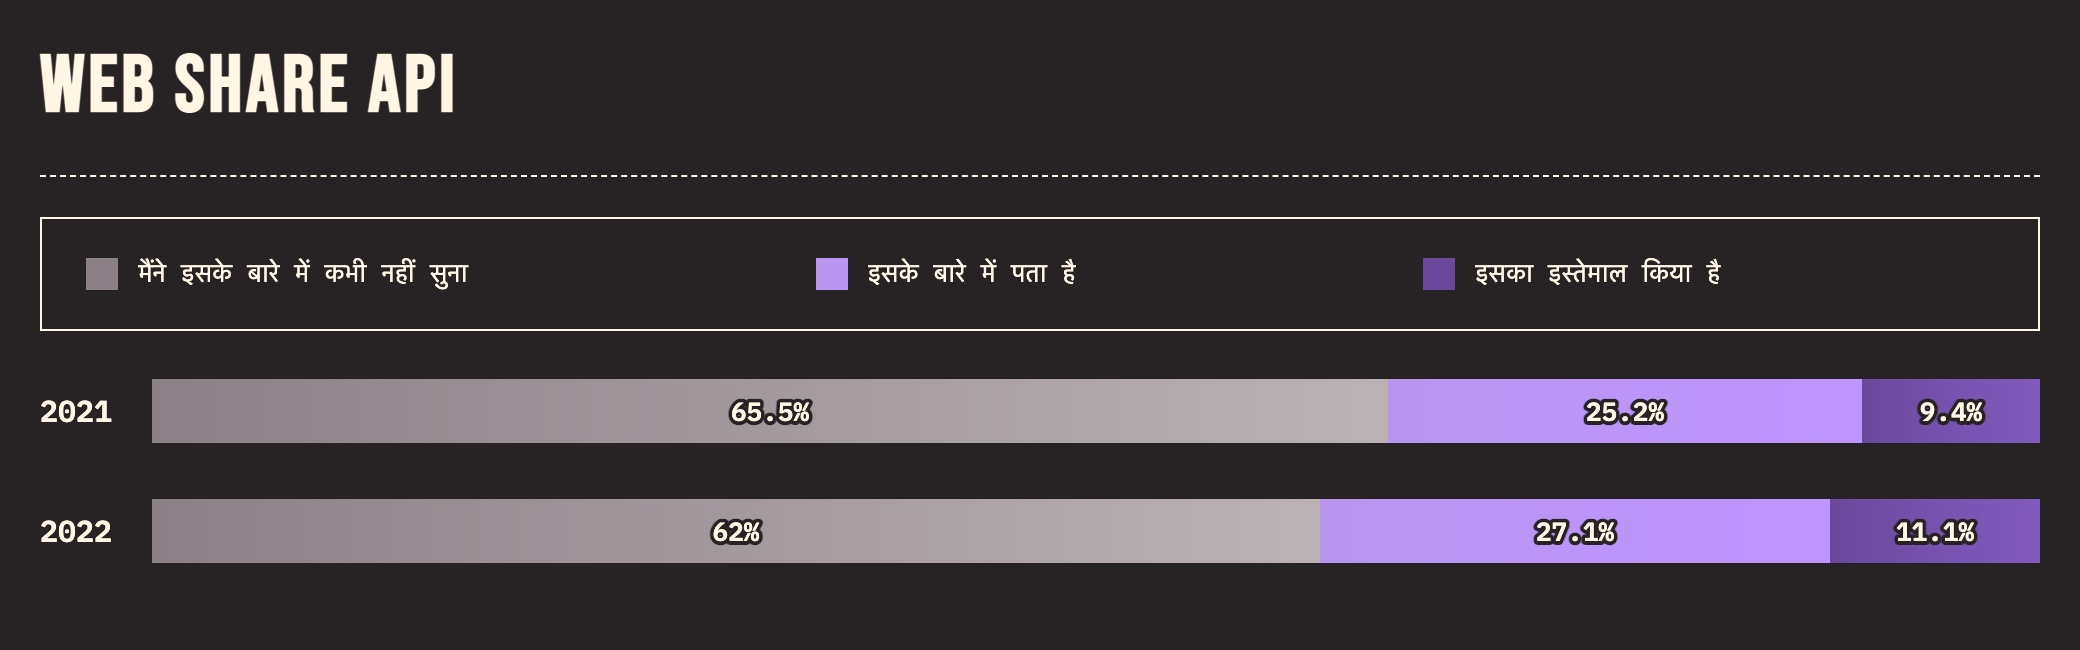 WEB SHARE API
मैंने इसके बारे में कभी नहीं सुना इसके बारे में पता है इसका इस्तेमाल किया है
2021 65.5% 25.2% 9.4%
2022 62% 27.1% 11.1%